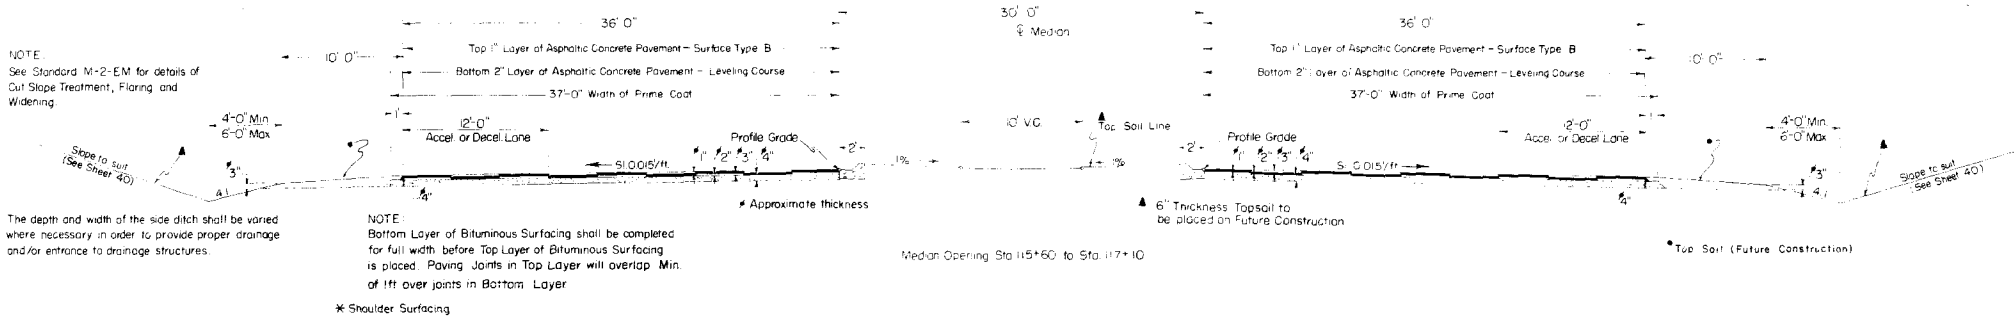 36' 0"
30' 0"
36' 0"
℄ Median
NOTE:
See Standard M-2-EM for details of
Cut Slope Treatment, Flaring and
Widening.
10' 0"
Top 1" Layer of Asphaltic Concrete Pavement - Surface Type B
Bottom 2" Layer of Asphaltic Concrete Pavement - Leveling Course
37'-0" Width of Prime Coat
Top 1" Layer of Asphaltic Concrete Pavement - Surface Type B
Bottom 2" Layer of Asphaltic Concrete Pavement - Leveling Course
37'-0" Width of Prime Coat
10' 0"
4'-0" Min
6'-0" Max
1'
12'-0"
Accel. or Decel. Lane
Profile Grade
2'
10' V.C.
▲ Top Soil Line
2'
Profile Grade
12'-0"
Accel or Decel Lane
1'
4'-0" Min.
6'-0" Max
Slope to suit
(See Sheet 40)
3"
4:1
4"
Sl. 0.015'/ft.
1" 2" 3" 4"
1%
1%
1" 2" 3" 4"
Sl. 0.015'/ft
4"
3"
4:1
Slope to suit
(See Sheet 40)
Approximate thickness
▲ 6" Thickness Topsoil to
be placed on Future Construction
The depth and width of the side ditch shall be varied
where necessary in order to provide proper drainage
and/or entrance to drainage structures.
NOTE:
Bottom Layer of Bituminous Surfacing shall be completed
for full width before Top Layer of Bituminous Surfacing
is placed. Paving Joints in Top Layer will overlap Min.
of 1ft over joints in Bottom Layer
* Shoulder Surfacing
Median Opening Sta 115+60 to Sta. 117+10
• Top Soil (Future Construction)